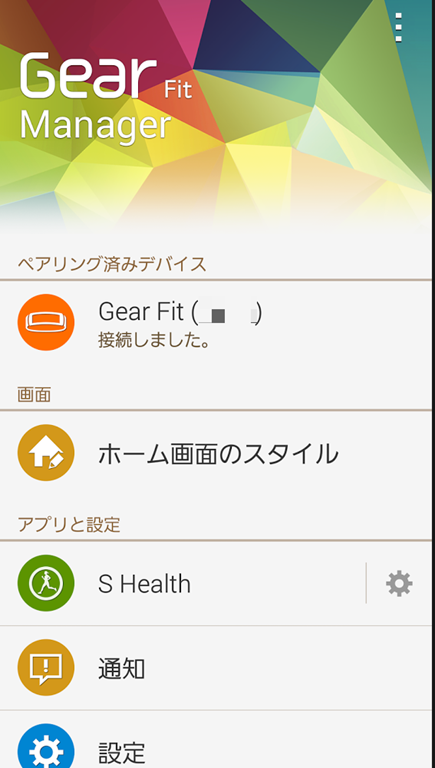 Gear Fit
Manager
ペアリング済みデバイス
Gear Fit ( )
接続しました。
画面
ホーム画面のスタイル
アプリと設定
S Health
通知
設定